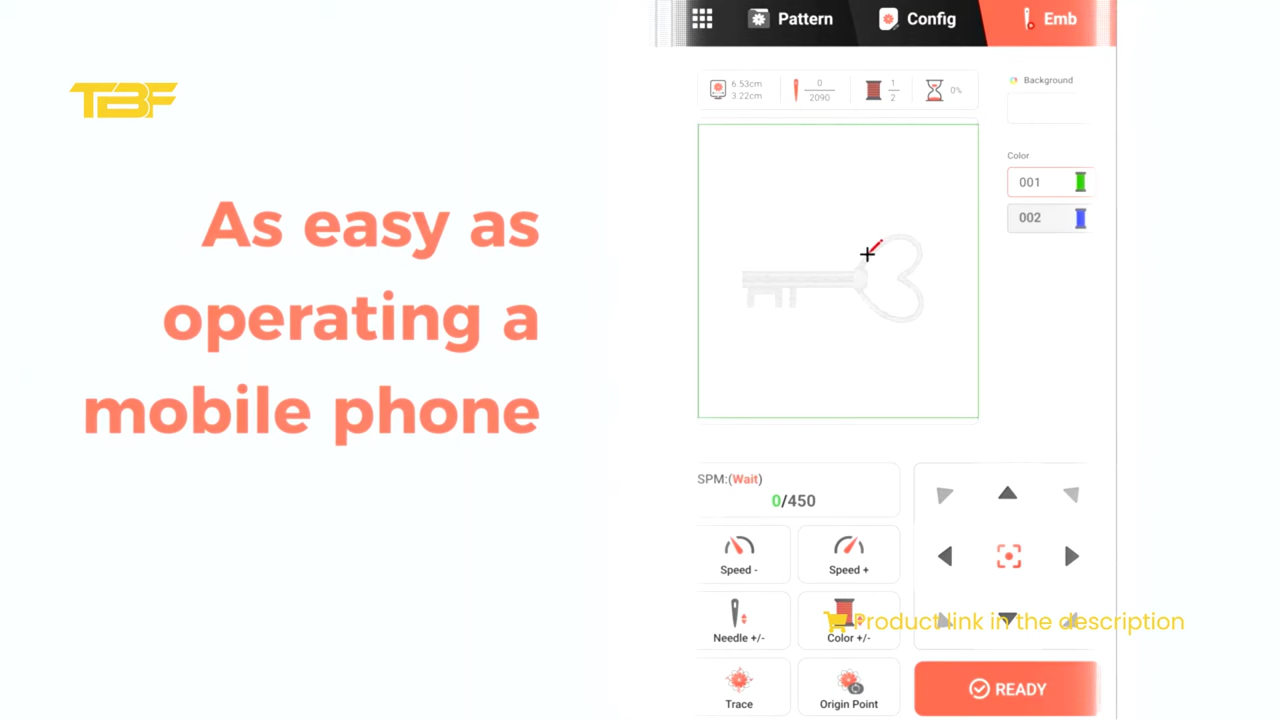 Pattern
Config
Emb
TBF
6.53cm
3.22cm
0
2090
1
2
0%
Background
As easy as
operating a
mobile phone
Color
001
002
SPM:(Wait)
0/450
Speed -
Speed +
Needle +/-
Color +/-
Product link in the description
Trace
Origin Point
READY